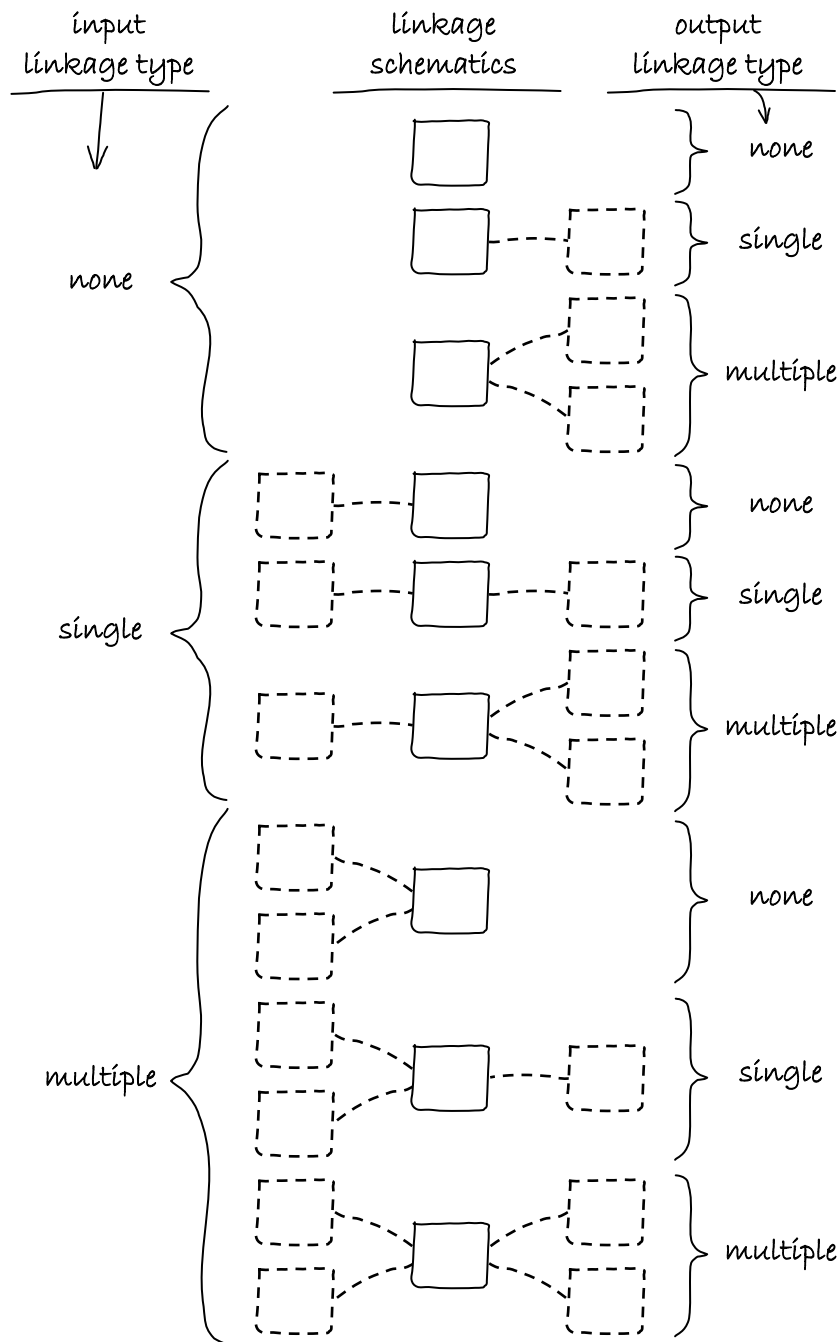 input
linkage type
linkage
schematics
output
linkage type
none
none
single
multiple
single
none
single
multiple
multiple
none
single
multiple